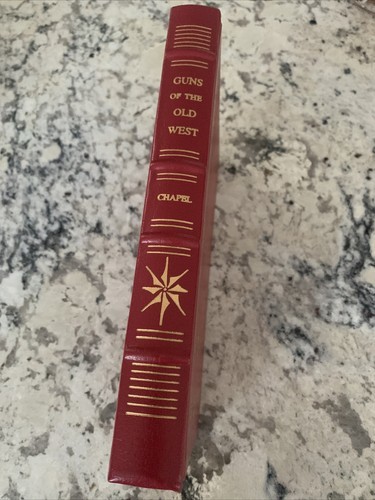 GUNS
OF THE
OLD
WEST
CHAPEL